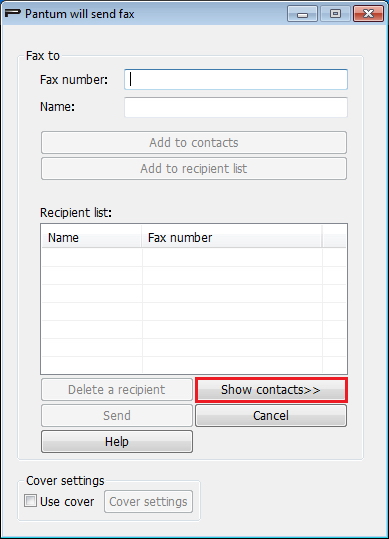 Pantum will send fax
Fax to
Fax number:
Name:
Add to contacts
Add to recipient list
Recipient list:
Name Fax number
Delete a recipient Show contacts>>
Send Cancel
Help
Cover settings
Use cover Cover settings